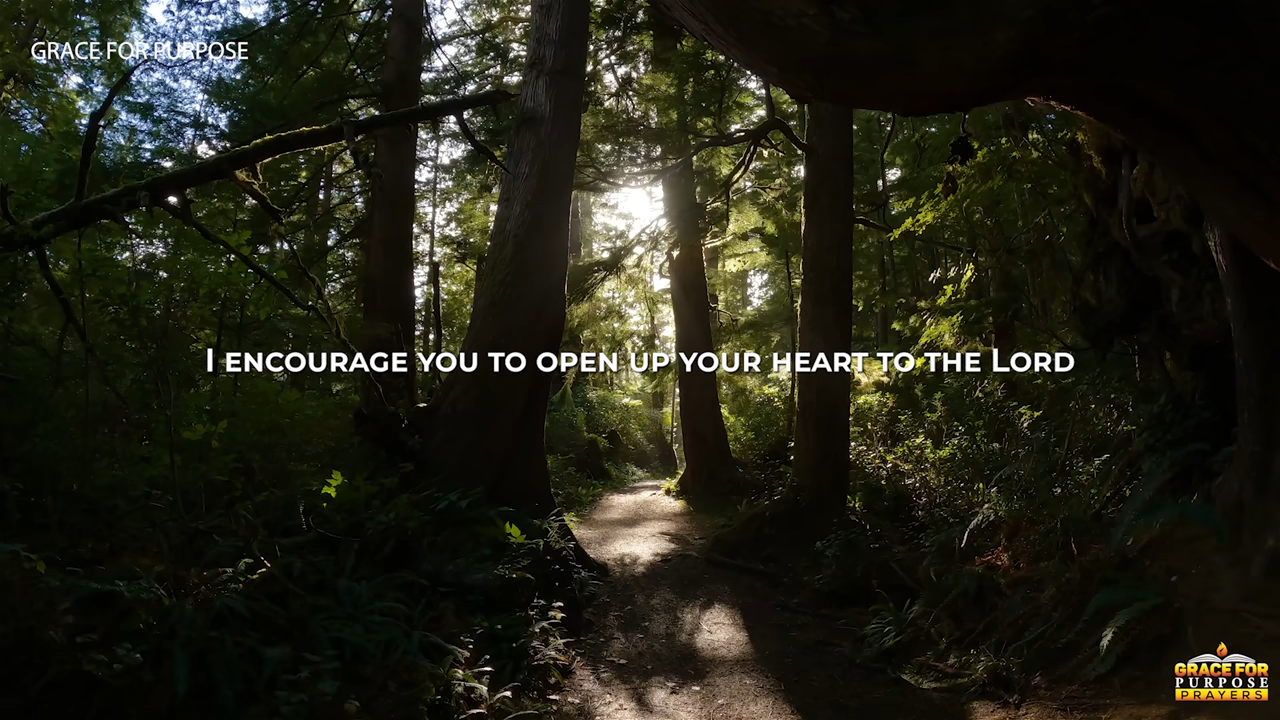 GRACE FOR PURPOSE
I ENCOURAGE YOU TO OPEN UP YOUR HEART TO THE LORD
GRACE FOR
PURPOSE
PRAYERS